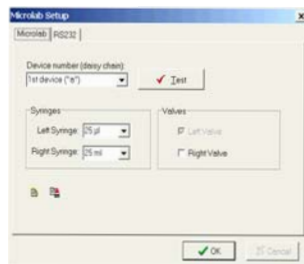 Microlab Setup
Microlab RS232
Device number (daisy chain):
1st device ("a")
Test
Syringes
Left Syringe: 25 µl
Right Syringe: 25 ml
Valves
Left Valve
Right Valve
OK
Cancel